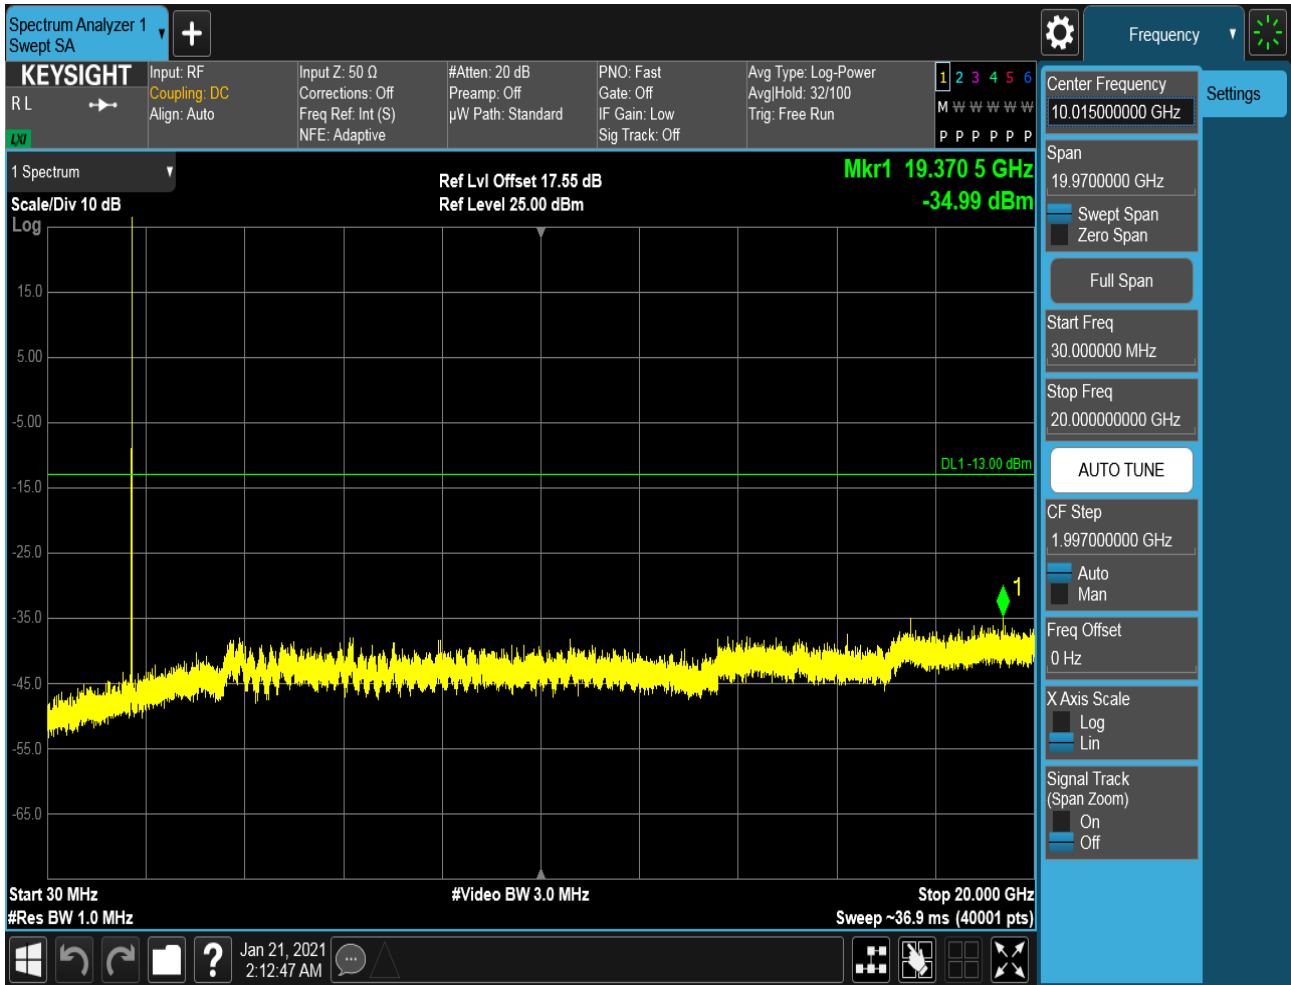 Spectrum Analyzer 1
Swept SA
Frequency
KEYSIGHT
R L
LXI
Input: RF
Coupling: DC
Align: Auto
Input Z: 50 Ω
Corrections: Off
Freq Ref: Int (S)
NFE: Adaptive
#Atten: 20 dB
Preamp: Off
µW Path: Standard
PNO: Fast
Gate: Off
IF Gain: Low
Sig Track: Off
Avg Type: Log-Power
Avg|Hold: 32/100
Trig: Free Run
1 2 3 4 5 6
M W W W W W
P P P P P P
1 Spectrum
Scale/Div 10 dB
Log
Ref Lvl Offset 17.55 dB
Ref Level 25.00 dBm
Mkr1 19.370 5 GHz
-34.99 dBm
15.0
5.00
-5.00
-15.0
-25.0
-35.0
-45.0
-55.0
-65.0
DL1 -13.00 dBm
1
Start 30 MHz
#Res BW 1.0 MHz
#Video BW 3.0 MHz
Stop 20.000 GHz
Sweep ~36.9 ms (40001 pts)
Center Frequency
10.015000000 GHz
Settings
Span
19.9700000 GHz
Swept Span
Zero Span
Full Span
Start Freq
30.000000 MHz
Stop Freq
20.000000000 GHz
AUTO TUNE
CF Step
1.997000000 GHz
Auto
Man
Freq Offset
0 Hz
X Axis Scale
Log
Lin
Signal Track
(Span Zoom)
On
Off
?
Jan 21, 2021
2:12:47 AM